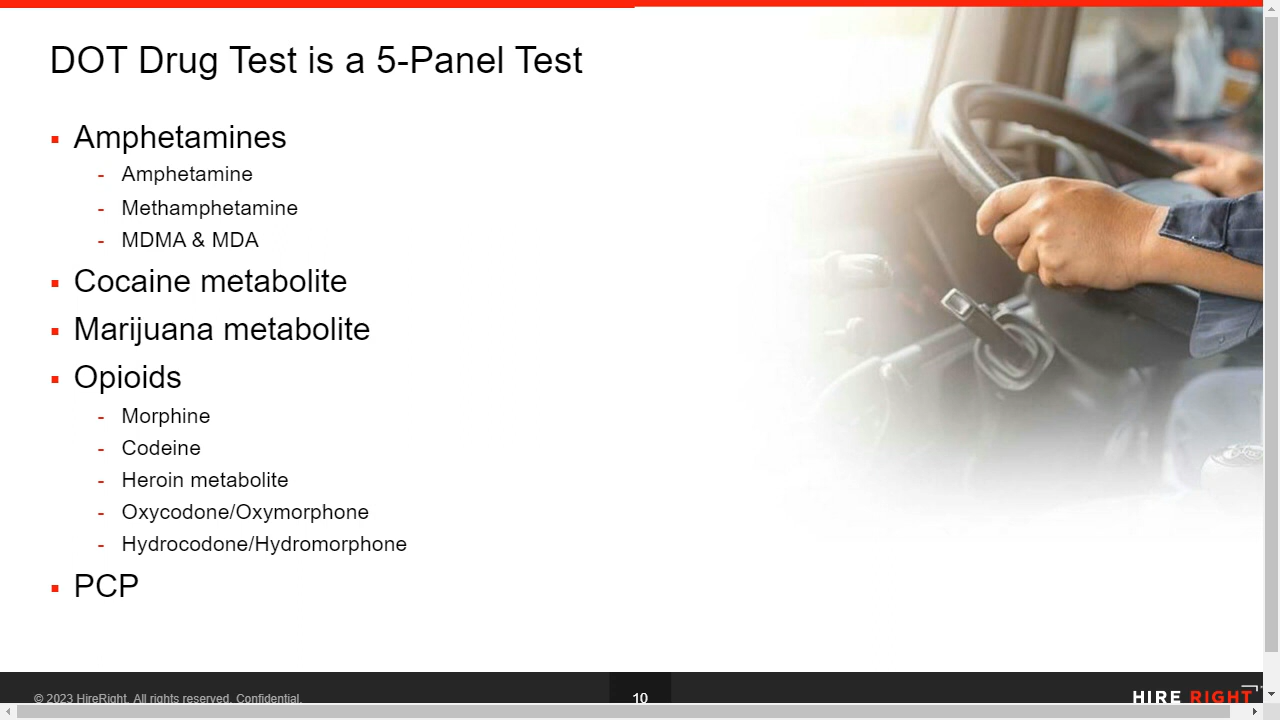 DOT Drug Test is a 5-Panel Test
▪ Amphetamines
- Amphetamine
- Methamphetamine
- MDMA & MDA
▪ Cocaine metabolite
▪ Marijuana metabolite
▪ Opioids
- Morphine
- Codeine
- Heroin metabolite
- Oxycodone/Oxymorphone
- Hydrocodone/Hydromorphone
▪ PCP
© 2023 HireRight. All rights reserved. Confidential.
10
HIRE RIGHT